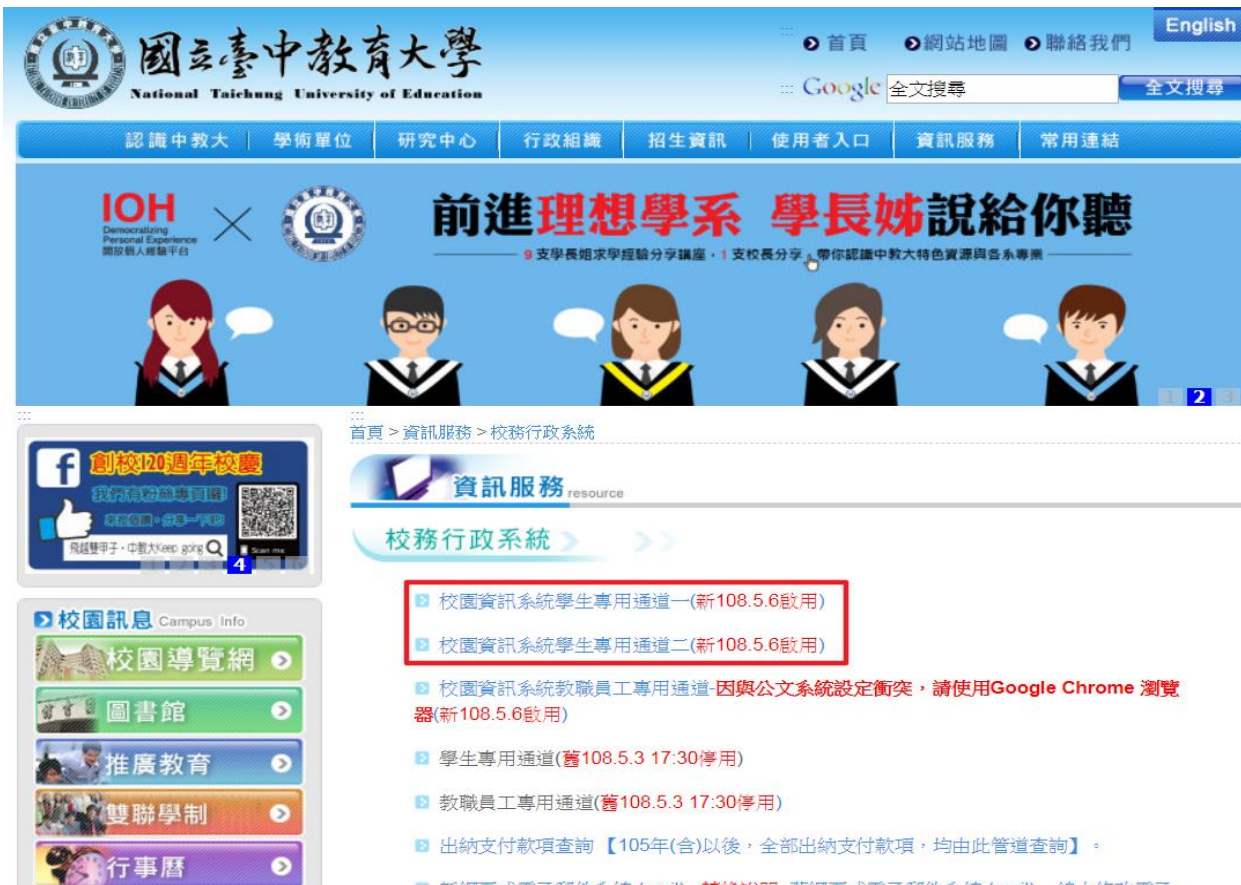 國立臺中教育大學
National Taichung University of Education
首頁 網站地圖 聯絡我們 English
Google 全文搜尋 全文搜尋
認識中教大 學術單位 研究中心 行政組織 招生資訊 使用者入口 資訊服務 常用連結
IOH
Democratizing
Personal Experience
開放個人經驗平台
前進理想學系 學長姊說給你聽
9 支學長姐求學經驗分享講座,1 支校長分享,帶你認識中教大特色資源與各系專業
1 2 3
首頁 > 資訊服務 > 校務行政系統
創校120週年校慶
我們有粉絲專頁囉!
來按個讚,分享一下吧!
飛越雙甲子・中教大Keep going
Scan me
1 2 3 4 5 6
資訊服務 resource
校務行政系統
校園資訊系統學生專用通道一(新108.5.6啟用)
校園資訊系統學生專用通道二(新108.5.6啟用)
校園資訊系統教職員工專用通道-因與公文系統設定衝突,請使用Google Chrome 瀏覽
器(新108.5.6啟用)
學生專用通道(舊108.5.3 17:30停用)
教職員工專用通道(舊108.5.3 17:30停用)
出納支付款項查詢 【105年(含)以後,全部出納支付款項,均由此管道查詢】。
校園訊息 Campus Info
校園導覽網
圖書館
推廣教育
雙聯學制
行事曆